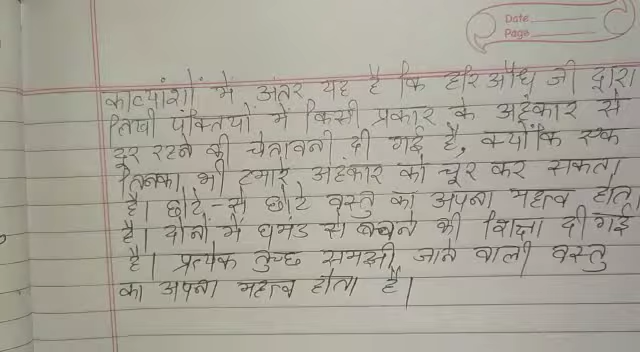 Date
Page
काव्यांशों में अंतर यह है कि हरिऔध जी द्वारा
लिखी पंक्तियों में किसी प्रकार के अहंकार से
दूर रहने की चेतावनी दी गई है, क्योंकि एक
तिनका भी हमारे अहंकार को चूर कर सकता
है। छोटे-से छोटे वस्तु का अपना महत्व होता
है। दोनों में घमंड से बचने की शिक्षा दी गई
है। प्रत्येक तुच्छ समझी जाने वाली वस्तु
का अपना महत्व होता है।